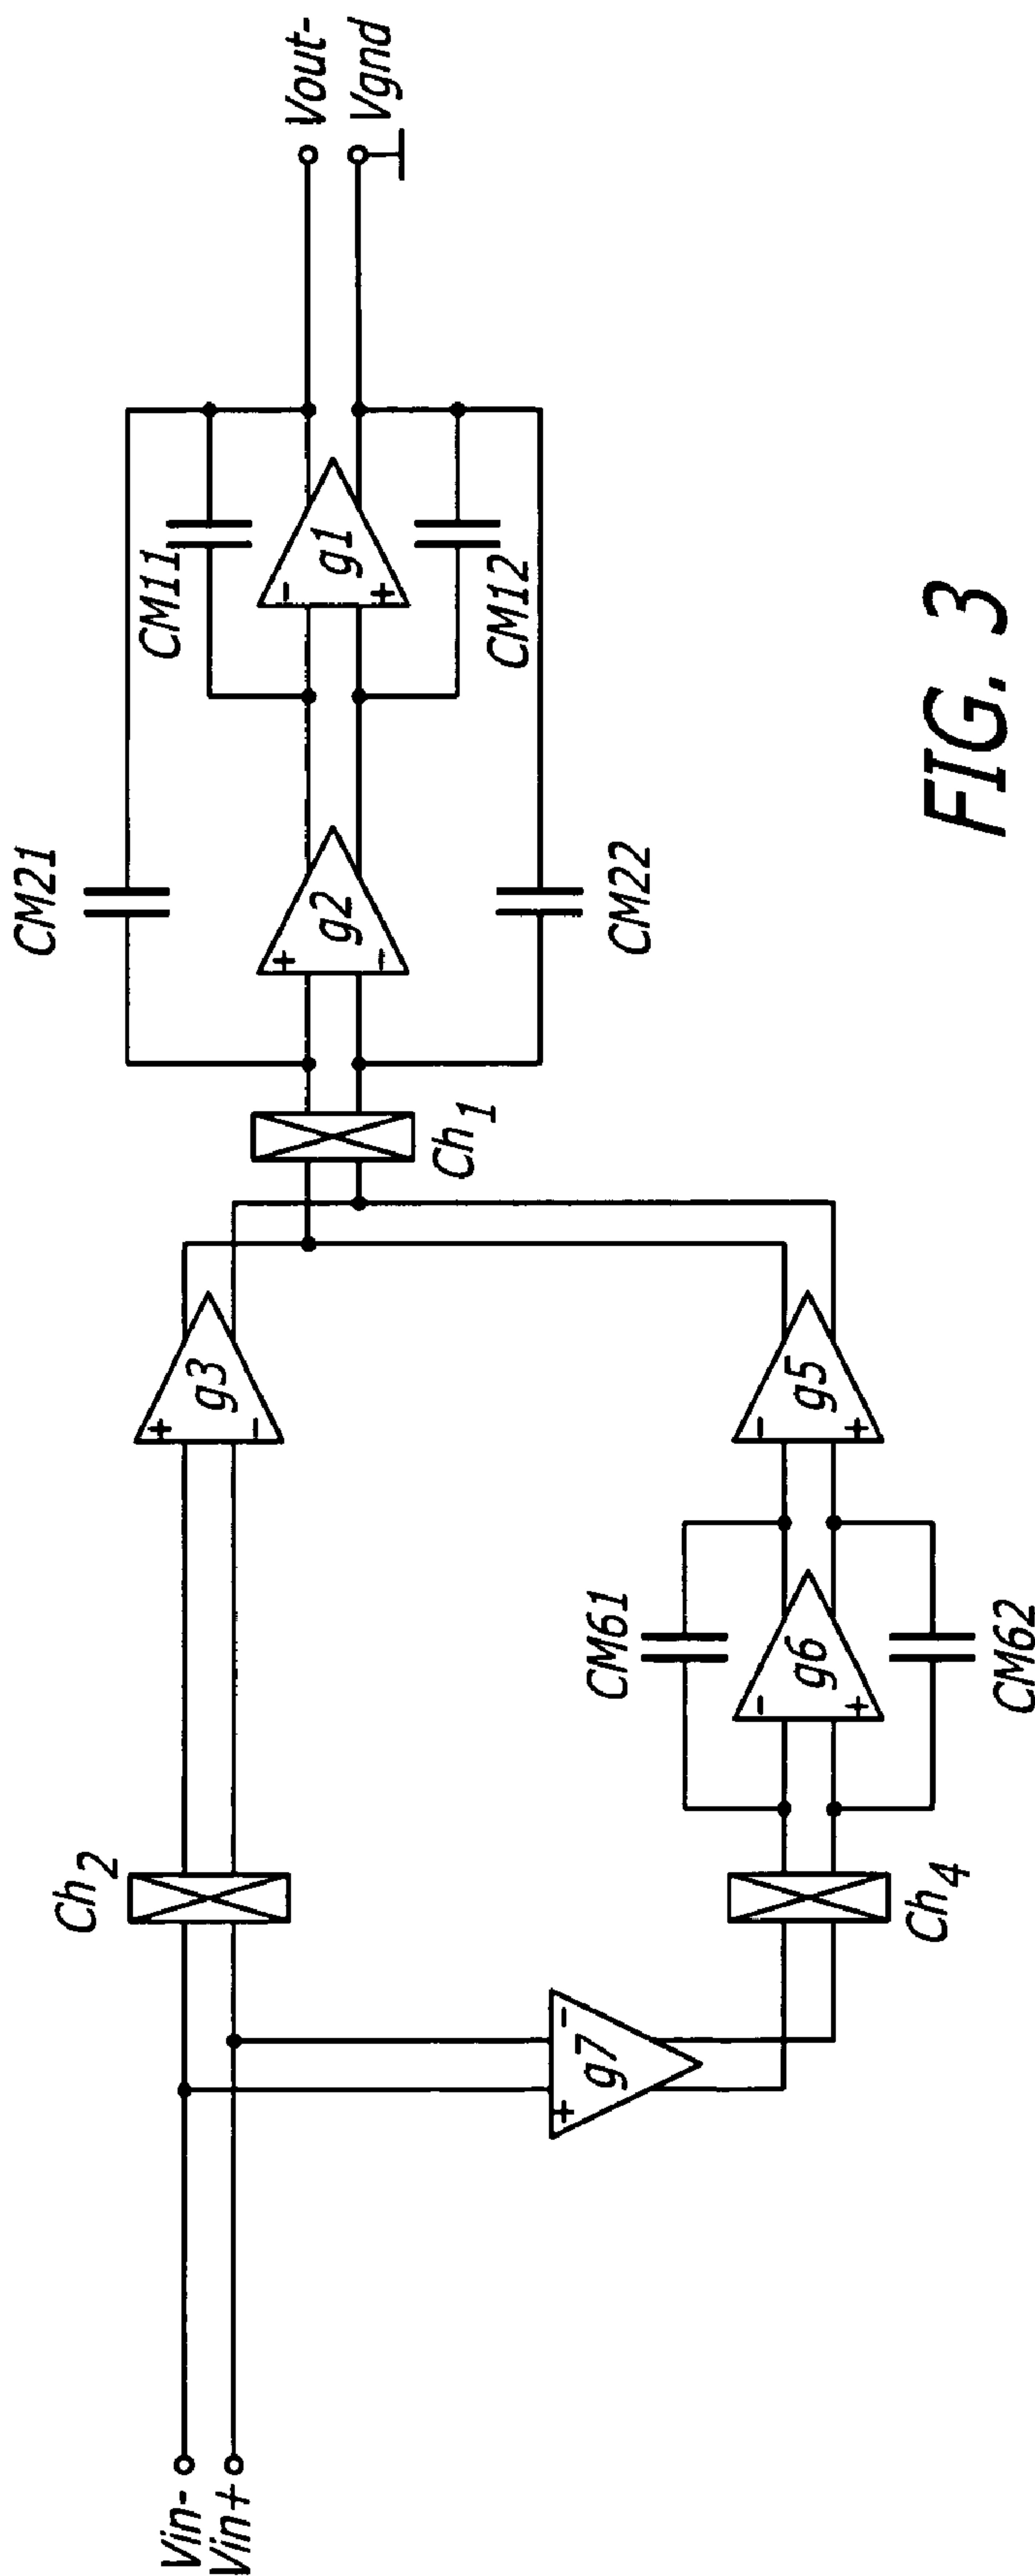 Vin-
Vin+
Ch2
g7
+
-
Ch4
g3
+
-
CM61
g6
-
+
CM62
g5
-
+
Ch1
CM21
g2
+
-
CM22
CM11
g1
-
+
CM12
Vout-
Vgnd
FIG. 3